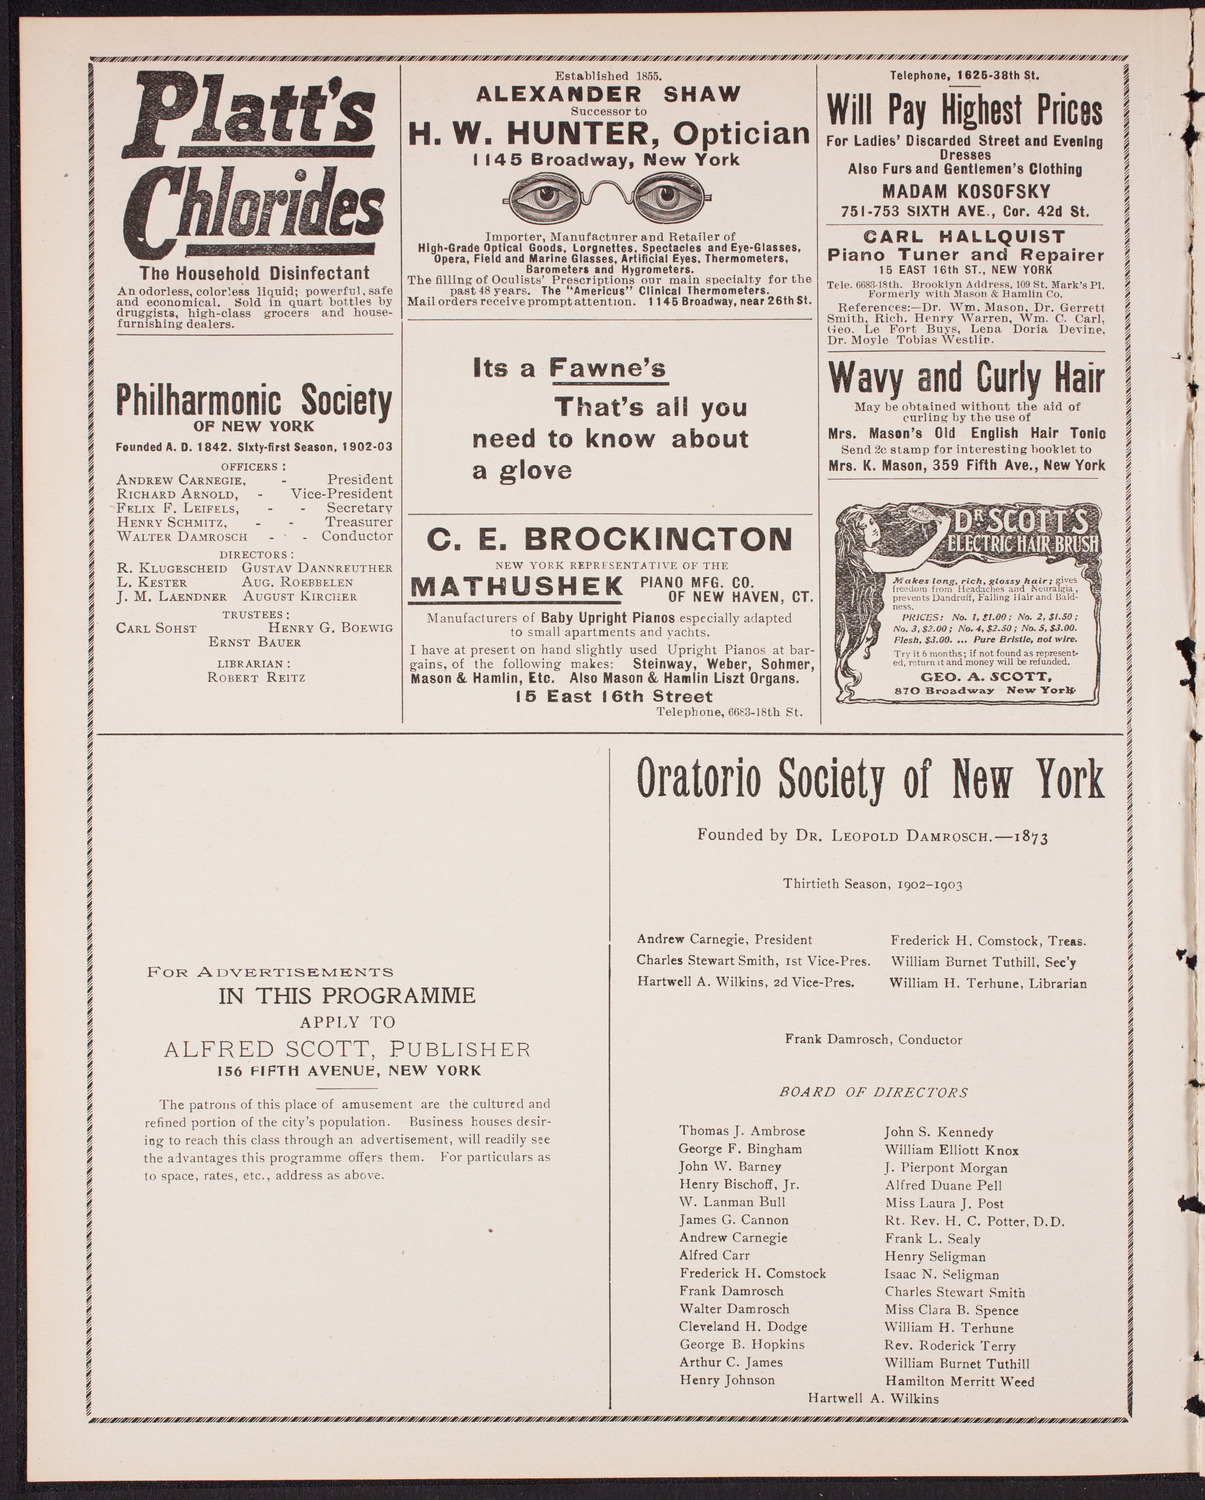 Platt's
Chlorides
The Household Disinfectant
An odorless, colorless liquid; powerful, safe
and economical. Sold in quart bottles by
druggists, high-class grocers and house-
furnishing dealers.
Philharmonic Society
OF NEW YORK
Founded A. D. 1842. Sixty-first Season, 1902-03
OFFICERS:
ANDREW CARNEGIE, - President
RICHARD ARNOLD, - Vice-President
FELIX F. LEIFELS, - - Secretary
HENRY SCHMITZ, - - Treasurer
WALTER DAMROSCH - - Conductor
DIRECTORS:
R. KLUGESCHEID GUSTAV DANNREUTHER
L. KESTER AUG. ROEBBELEN
J. M. LAENDNER AUGUST KIRCHER
TRUSTEES:
CARL SOHST HENRY G. BOEWIG
ERNST BAUER
LIBRARIAN:
ROBERT REITZ
Established 1855.
ALEXANDER SHAW
Successor to
H. W. HUNTER, Optician
1145 Broadway, New York
Importer, Manufacturer and Retailer of
High-Grade Optical Goods, Lorgnettes, Spectacles and Eye-Glasses,
Opera, Field and Marine Glasses, Artificial Eyes, Thermometers,
Barometers and Hygrometers.
The filling of Oculists' Prescriptions our main specialty for the
past 48 years. The "Americus" Clinical Thermometers.
Mail orders receive prompt attention. 1145 Broadway, near 26th St.
Its a Fawne's
That's all you
need to know about
a glove
C. E. BROCKINGTON
NEW YORK REPRESENTATIVE OF THE
MATHUSHEK PIANO MFG. CO.
OF NEW HAVEN, CT.
Manufacturers of Baby Upright Pianos especially adapted
to small apartments and yachts.
I have at present on hand slightly used Upright Pianos at bar-
gains, of the following makes: Steinway, Weber, Sohmer,
Mason & Hamlin, Etc. Also Mason & Hamlin Liszt Organs.
15 East 16th Street
Telephone, 6683-18th St.
Telephone, 1625-38th St.
Will Pay Highest Prices
For Ladies' Discarded Street and Evening
Dresses
Also Furs and Gentlemen's Clothing
MADAM KOSOFSKY
751-753 SIXTH AVE., Cor. 42d St.
CARL HALLQUIST
Piano Tuner and Repairer
15 EAST 16th ST., NEW YORK
Tele. 6683-18th. Brooklyn Address, 109 St. Mark's Pl.
Formerly with Mason & Hamlin Co.
References:—Dr. Wm. Mason, Dr. Gerrett
Smith, Rich. Henry Warren, Wm. C. Carl,
Geo. Le Fort Buys, Lena Doria Devine,
Dr. Moyle Tobias Westlin.
Wavy and Curly Hair
May be obtained without the aid of
curling by the use of
Mrs. Mason's Old English Hair Tonic
Send 2c stamp for interesting booklet to
Mrs. K. Mason, 359 Fifth Ave., New York
DR SCOTT'S
ELECTRIC HAIR BRUSH
Makes long, rich, glossy hair; gives
freedom from Headaches and Neuralgia,
prevents Dandruff, Falling Hair and Bald-
ness.
PRICES: No. 1, $1.00; No. 2, $1.50;
No. 3, $2.00; No. 4, $2.50; No. 5, $3.00.
Flesh, $3.00. ... Pure Bristle, not wire.
Try it 6 months; if not found as represent-
ed, return it and money will be refunded.
GEO. A. SCOTT,
870 Broadway New York
FOR ADVERTISEMENTS
IN THIS PROGRAMME
APPLY TO
ALFRED SCOTT, PUBLISHER
156 FIFTH AVENUE, NEW YORK
The patrons of this place of amusement are the cultured and
refined portion of the city's population. Business houses desir-
ing to reach this class through an advertisement, will readily see
the advantages this programme offers them. For particulars as
to space, rates, etc., address as above.
Oratorio Society of New York
Founded by DR. LEOPOLD DAMROSCH.—1873
Thirtieth Season, 1902-1903
Andrew Carnegie, President Frederick H. Comstock, Treas.
Charles Stewart Smith, 1st Vice-Pres. William Burnet Tuthill, Sec'y
Hartwell A. Wilkins, 2d Vice-Pres. William H. Terhune, Librarian
Frank Damrosch, Conductor
BOARD OF DIRECTORS
Thomas J. Ambrose John S. Kennedy
George F. Bingham William Elliott Knox
John W. Barney J. Pierpont Morgan
Henry Bischoff, Jr. Alfred Duane Pell
W. Lanman Bull Miss Laura J. Post
James G. Cannon Rt. Rev. H. C. Potter, D.D.
Andrew Carnegie Frank L. Sealy
Alfred Carr Henry Seligman
Frederick H. Comstock Isaac N. Seligman
Frank Damrosch Charles Stewart Smith
Walter Damrosch Miss Clara B. Spence
Cleveland H. Dodge William H. Terhune
George B. Hopkins Rev. Roderick Terry
Arthur C. James William Burnet Tuthill
Henry Johnson Hamilton Merritt Weed
Hartwell A. Wilkins